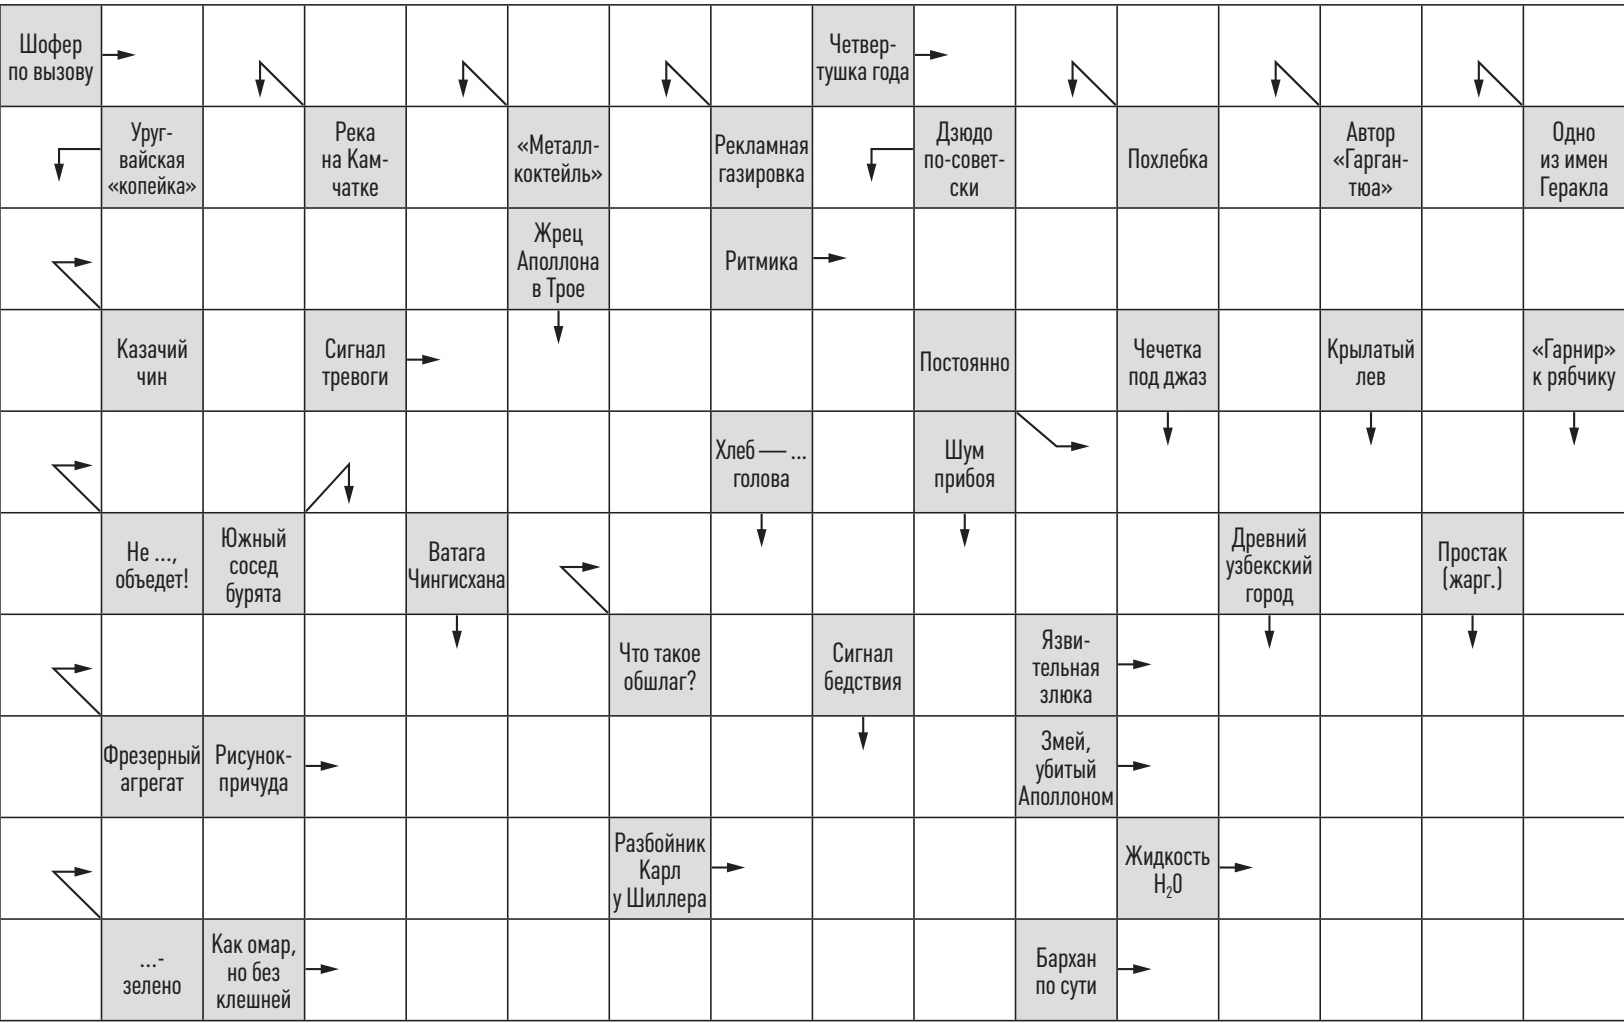 Шофер
по вызову
Четвер-
тушка года
Уруг-
вайская
«копейка»
Река
на Кам-
чатке
«Металл-
коктейль»
Рекламная
газировка
Дзюдо
по-совет-
ски
Похлебка
Автор
«Гарган-
тюа»
Одно
из имен
Геракла
Жрец
Аполлона
в Трое
Ритмика
Казачий
чин
Сигнал
тревоги
Постоянно
Чечетка
под джаз
Крылатый
лев
«Гарнир»
к рябчику
Хлеб — ...
голова
Шум
прибоя
Не ...,
объедет!
Южный
сосед
бурята
Ватага
Чингисхана
Древний
узбекский
город
Простак
(жарг.)
Что такое
обшлаг?
Сигнал
бедствия
Язви-
тельная
злюка
Фрезерный
агрегат
Рисунок-
причуда
Змей,
убитый
Аполлоном
Разбойник
Карл
у Шиллера
Жидкость
H₂O
...-
зелено
Как омар,
но без
клешней
Бархан
по сути